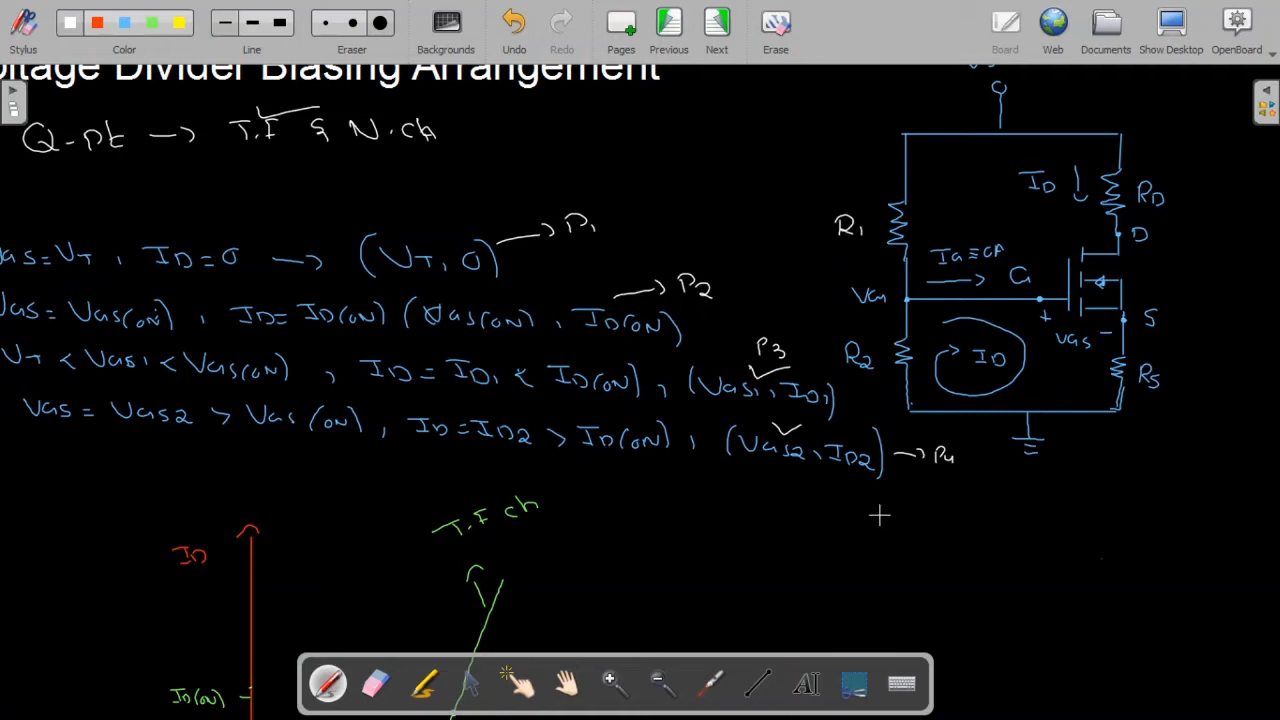 Stylus
Color
Line
Eraser
Backgrounds
Undo
Redo
Pages
Previous
Next
Erase
Board
Web
Documents
Show Desktop
OpenBoard
oltage Divider Biasing Arrangement
Q-pt → T.F & N.ch
VGS=VT, ID=0 → (VT, 0) → P1
VGS=VGS(ON), ID=ID(ON) (VGS(ON), ID(ON)) → P2
VT < VGS1 < VGS(ON), ID=ID1 < ID(ON), (VGS1, ID1) P3
VGS=VGS2 > VGS(ON), ID=ID2 > ID(ON), (VGS2, ID2) → P4
ID ↓ RD
D
R1
IG≅0A
G
VG
+ VGS -
S
R2
ID
RS
T.F ch
ID
ID(ON)